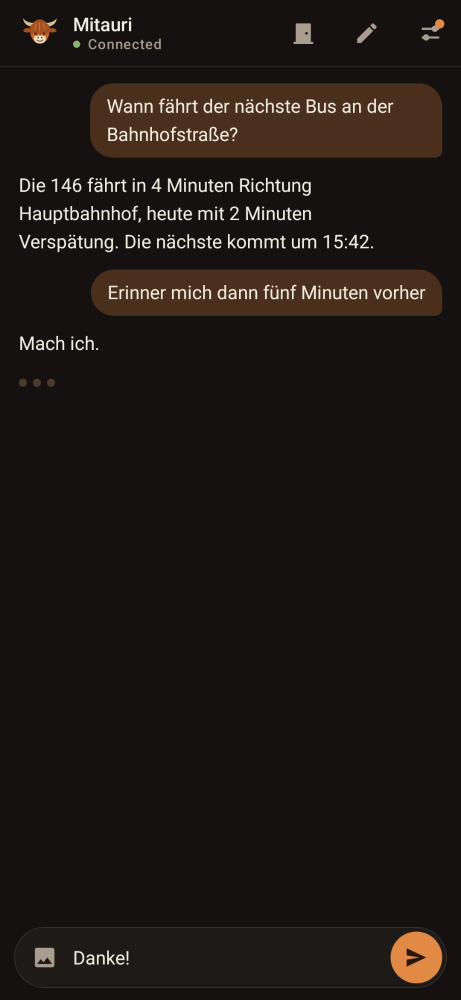 Mitauri
Connected
Wann fährt der nächste Bus an der
Bahnhofstraße?
Die 146 fährt in 4 Minuten Richtung
Hauptbahnhof, heute mit 2 Minuten
Verspätung. Die nächste kommt um 15:42.
Erinner mich dann fünf Minuten vorher
Mach ich.
Danke!